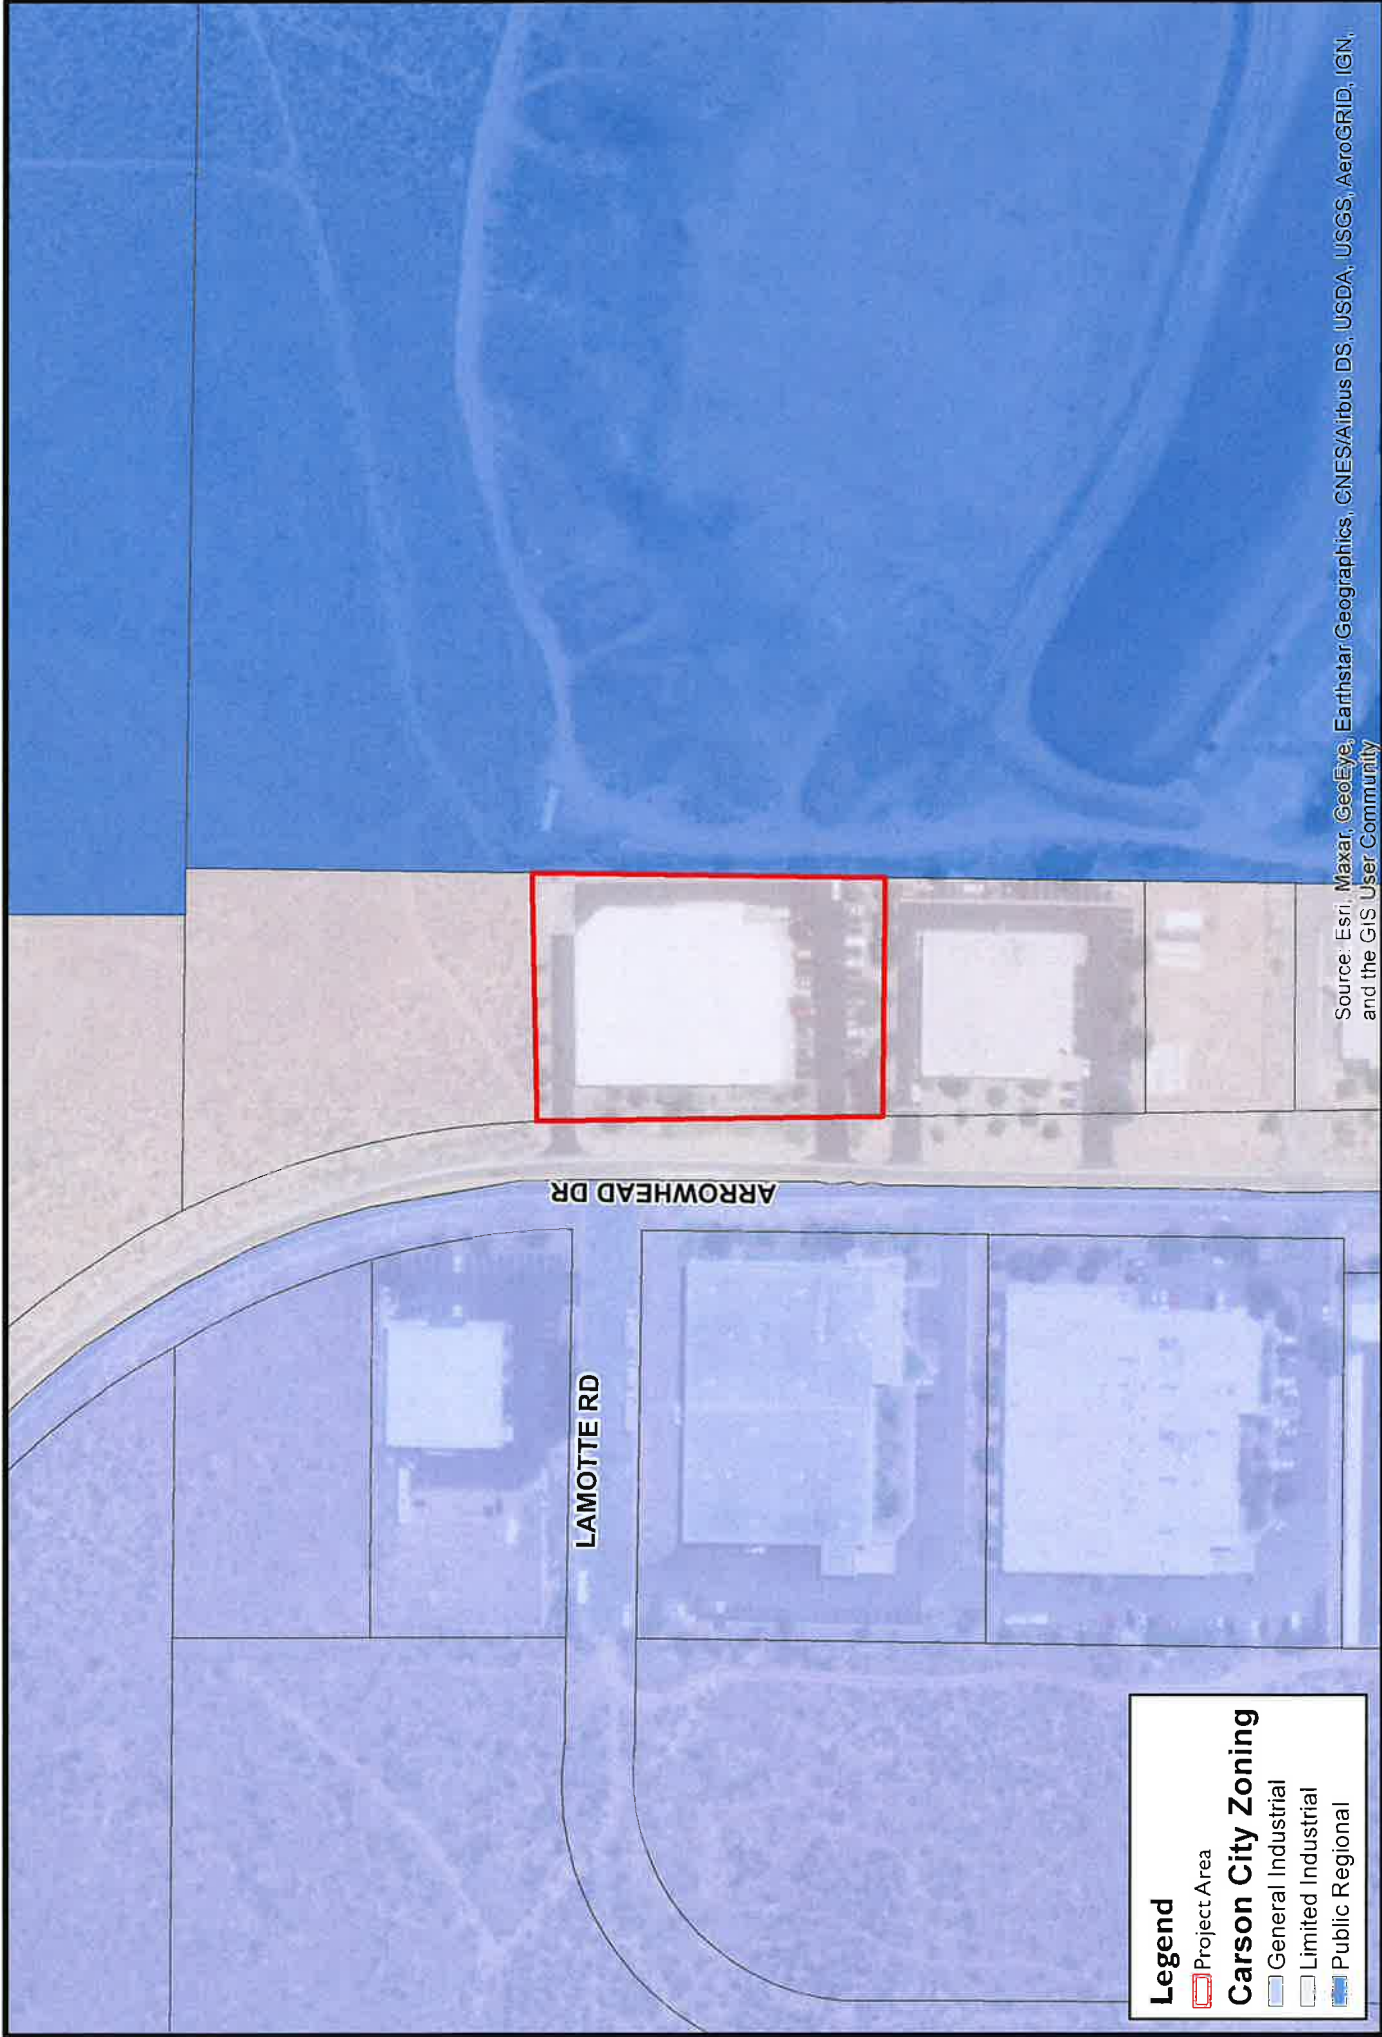 ARROWHEAD DR
LAMOTTE RD
Legend
Project Area
Carson City Zoning
General Industrial
Limited Industrial
Public Regional
Source: Esri, Maxar, GeoEye, Earthstar Geographics, CNES/Airbus DS, USDA, USGS, AeroGRID, IGN,
and the GIS User Community